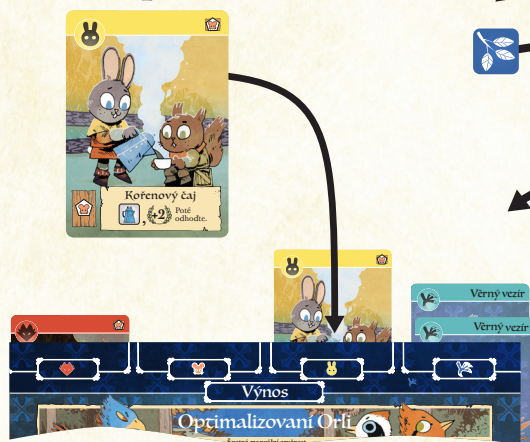 Kořenový čaj
, +2 Poté
odhoďte.
Věrný vezír
Věrný vezír
Výnos
Optimalizovaní Orli